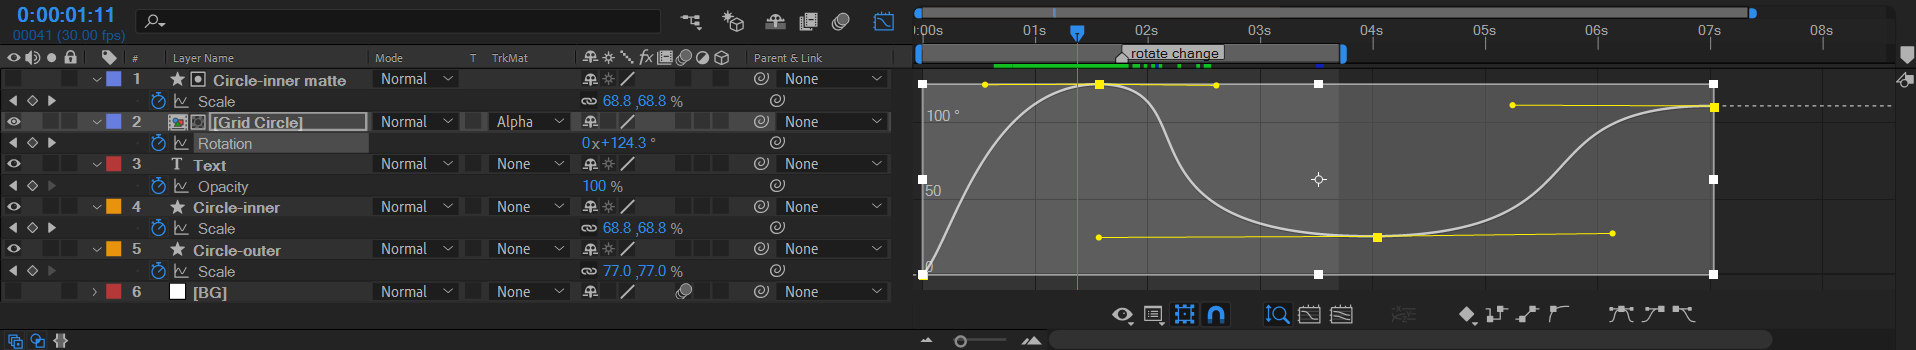 0:00:01:11
00041 (30.00 fps)
:00s 01s 02s 03s 04s 05s 06s 07s 08s
rotate change
# Layer Name Mode T TrkMat fx Parent & Link
1 Circle-inner matte Normal None
Scale 68.8,68.8 %
2 [Grid Circle] Normal Alpha None
Rotation 0x+124.3 °
3 T Text Normal None None
Opacity 100 %
4 Circle-inner Normal None None
Scale 68.8,68.8 %
5 Circle-outer Normal None None
Scale 77.0,77.0 %
6 [BG] Normal None None
100 °
50
0